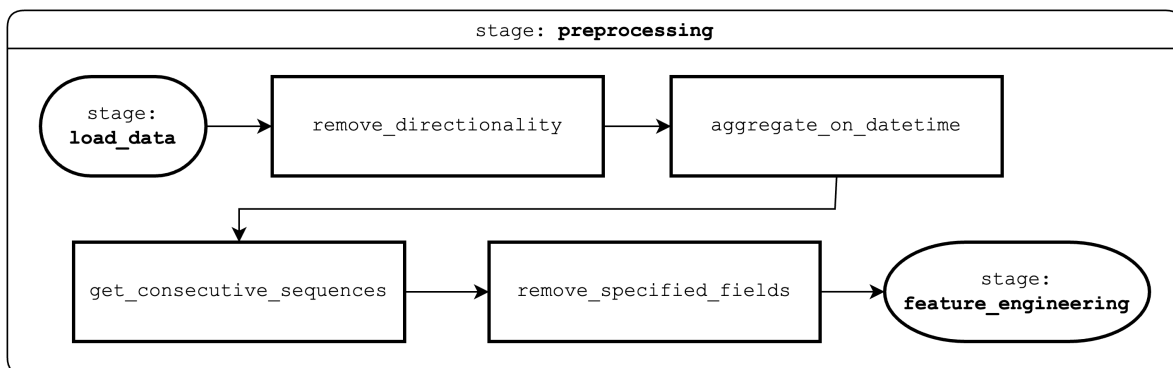 stage: preprocessing
stage:
load_data
remove_directionality
aggregate_on_datetime
get_consecutive_sequences
remove_specified_fields
stage:
feature_engineering